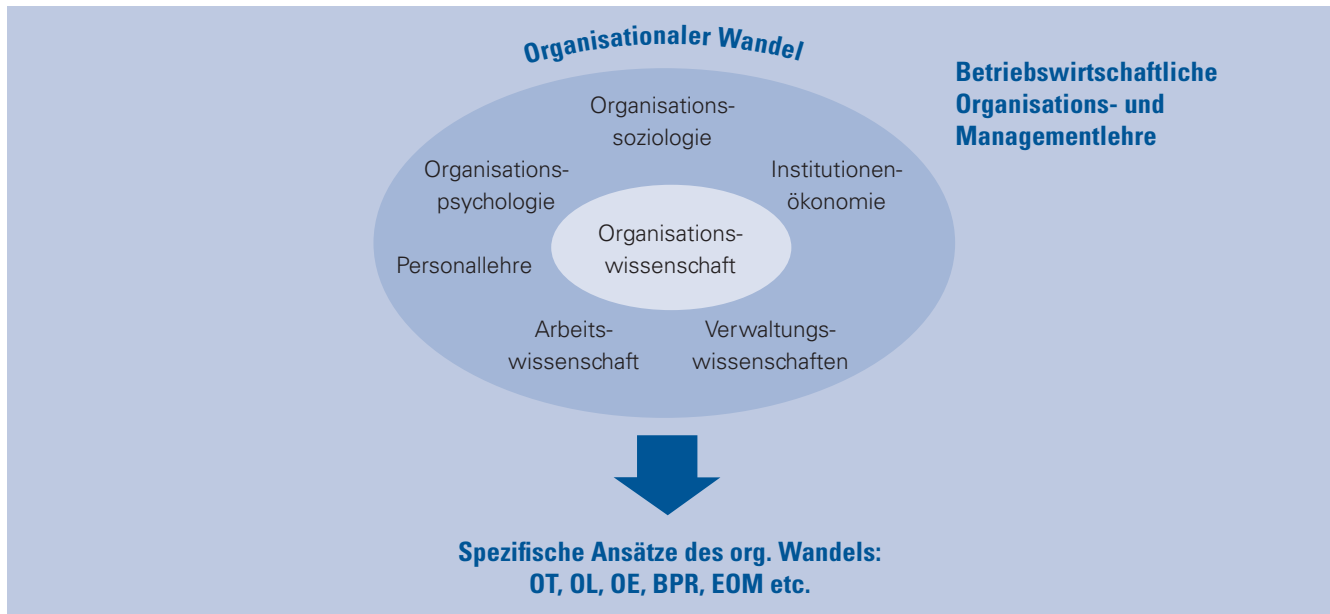 Organisationaler Wandel
Betriebswirtschaftliche
Organisations- und
Managementlehre
Organisations-
soziologie
Organisations-
psychologie
Institutionen-
ökonomie
Organisations-
wissenschaft
Personallehre
Arbeits-
wissenschaft
Verwaltungs-
wissenschaften
Spezifische Ansätze des org. Wandels:
OT, OL, OE, BPR, EOM etc.